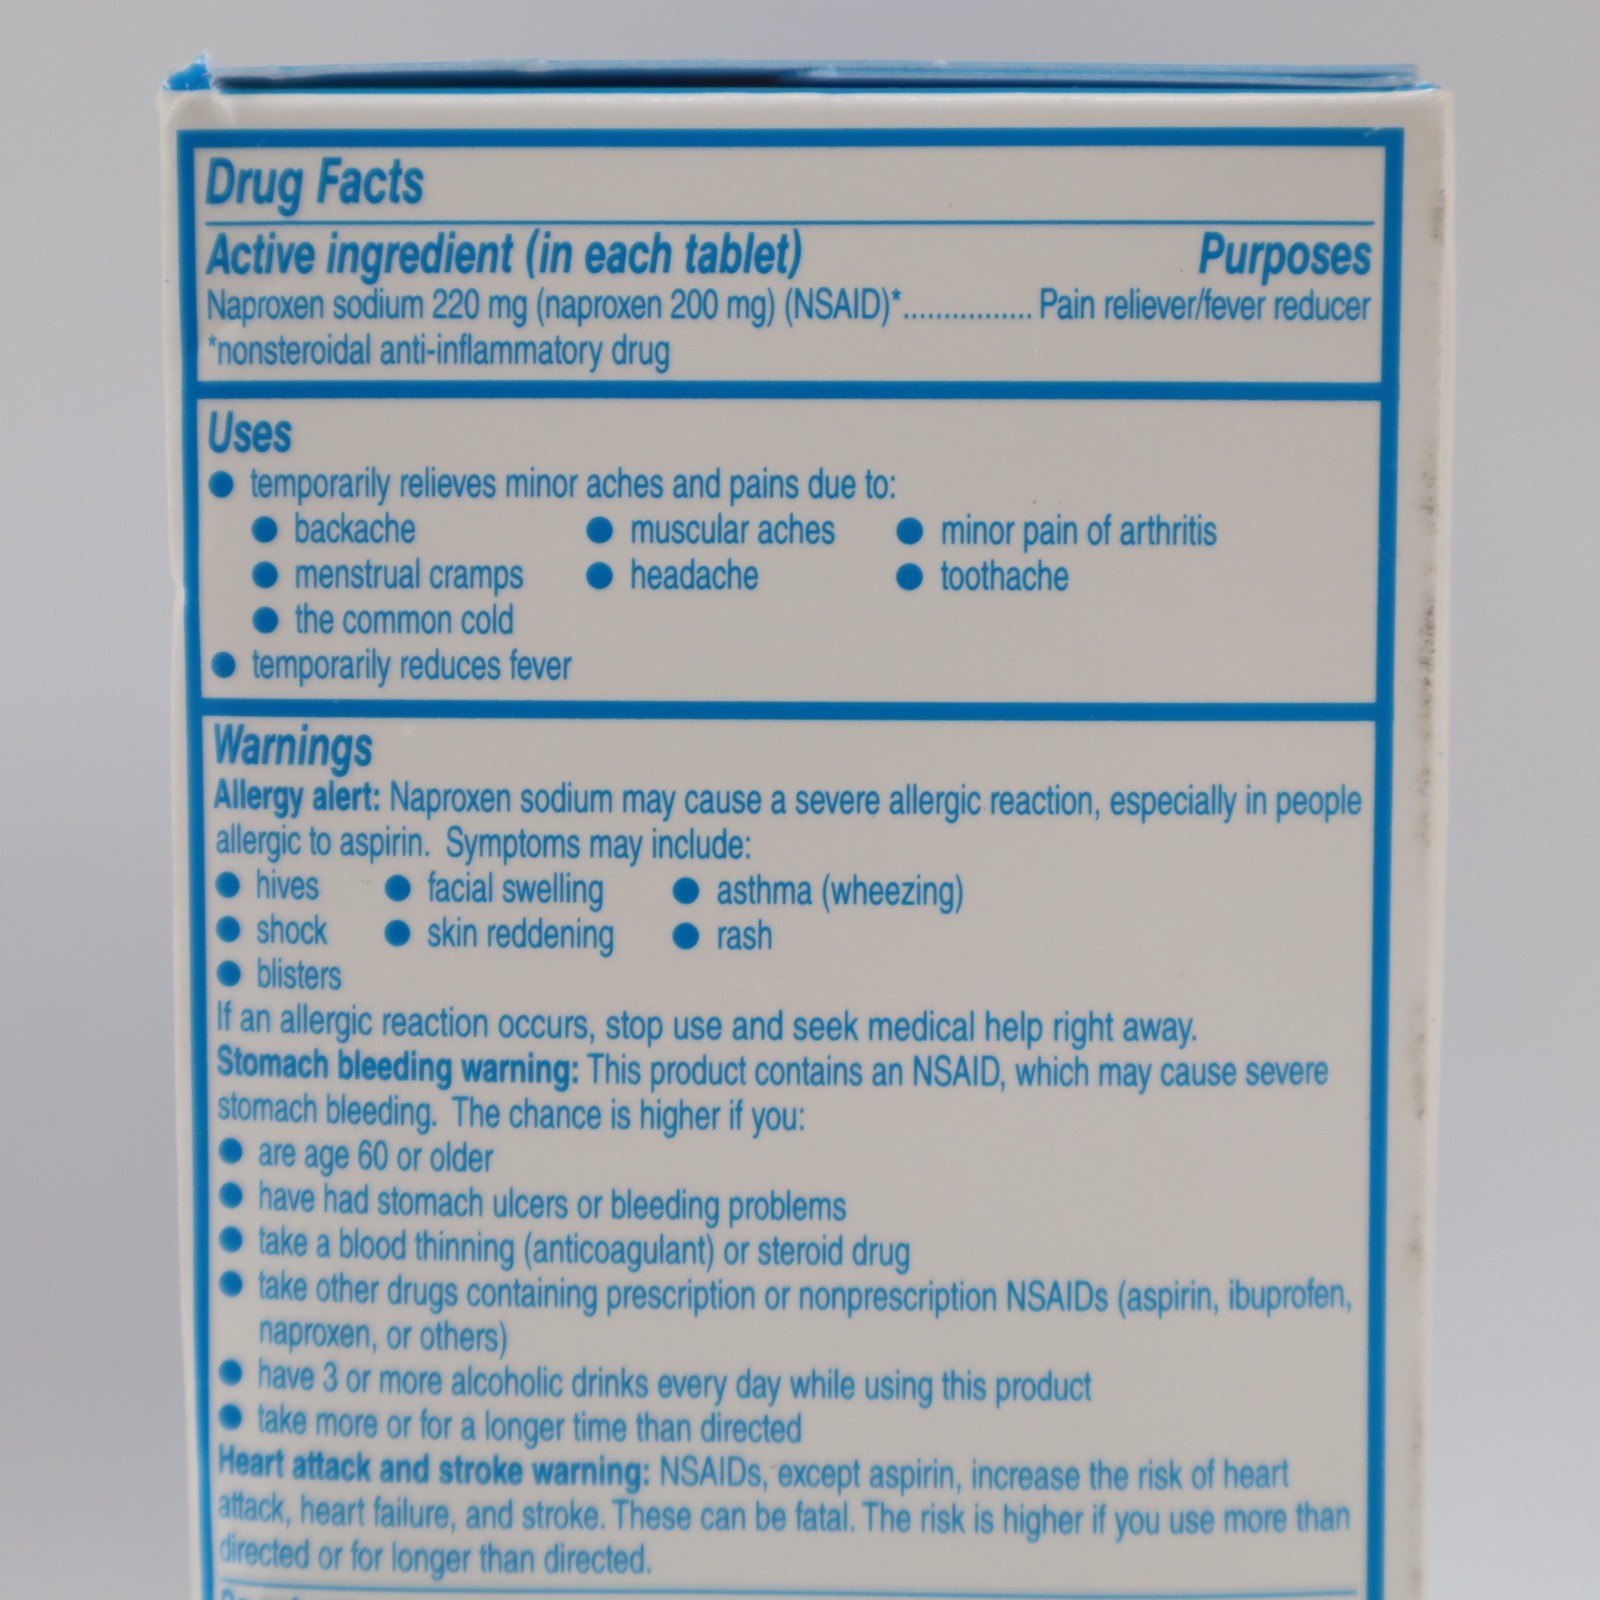 Drug Facts
Active ingredient (in each tablet) Purposes
Naproxen sodium 220 mg (naproxen 200 mg) (NSAID)*................ Pain reliever/fever reducer
*nonsteroidal anti-inflammatory drug
Uses
● temporarily relieves minor aches and pains due to:
● backache ● muscular aches ● minor pain of arthritis
● menstrual cramps ● headache ● toothache
● the common cold
● temporarily reduces fever
Warnings
Allergy alert: Naproxen sodium may cause a severe allergic reaction, especially in people
allergic to aspirin. Symptoms may include:
● hives ● facial swelling ● asthma (wheezing)
● shock ● skin reddening ● rash
● blisters
If an allergic reaction occurs, stop use and seek medical help right away.
Stomach bleeding warning: This product contains an NSAID, which may cause severe
stomach bleeding. The chance is higher if you:
● are age 60 or older
● have had stomach ulcers or bleeding problems
● take a blood thinning (anticoagulant) or steroid drug
● take other drugs containing prescription or nonprescription NSAIDs (aspirin, ibuprofen,
naproxen, or others)
● have 3 or more alcoholic drinks every day while using this product
● take more or for a longer time than directed
Heart attack and stroke warning: NSAIDs, except aspirin, increase the risk of heart
attack, heart failure, and stroke. These can be fatal. The risk is higher if you use more than
directed or for longer than directed.